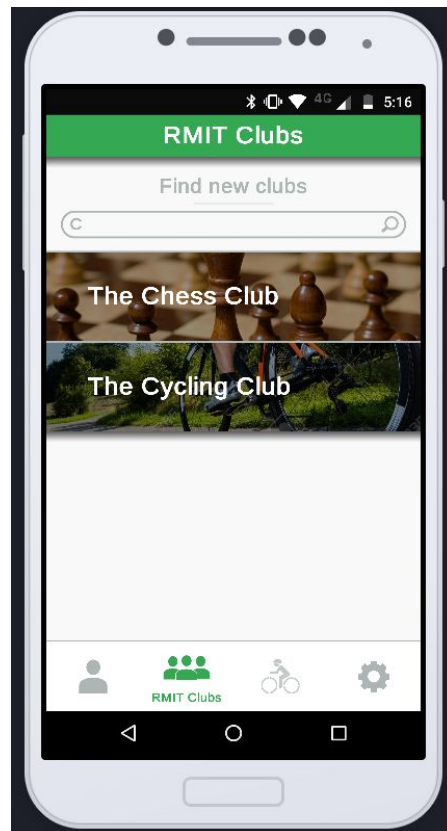 4G 5:16
RMIT Clubs
Find new clubs
C
The Chess Club
The Cycling Club
RMIT Clubs